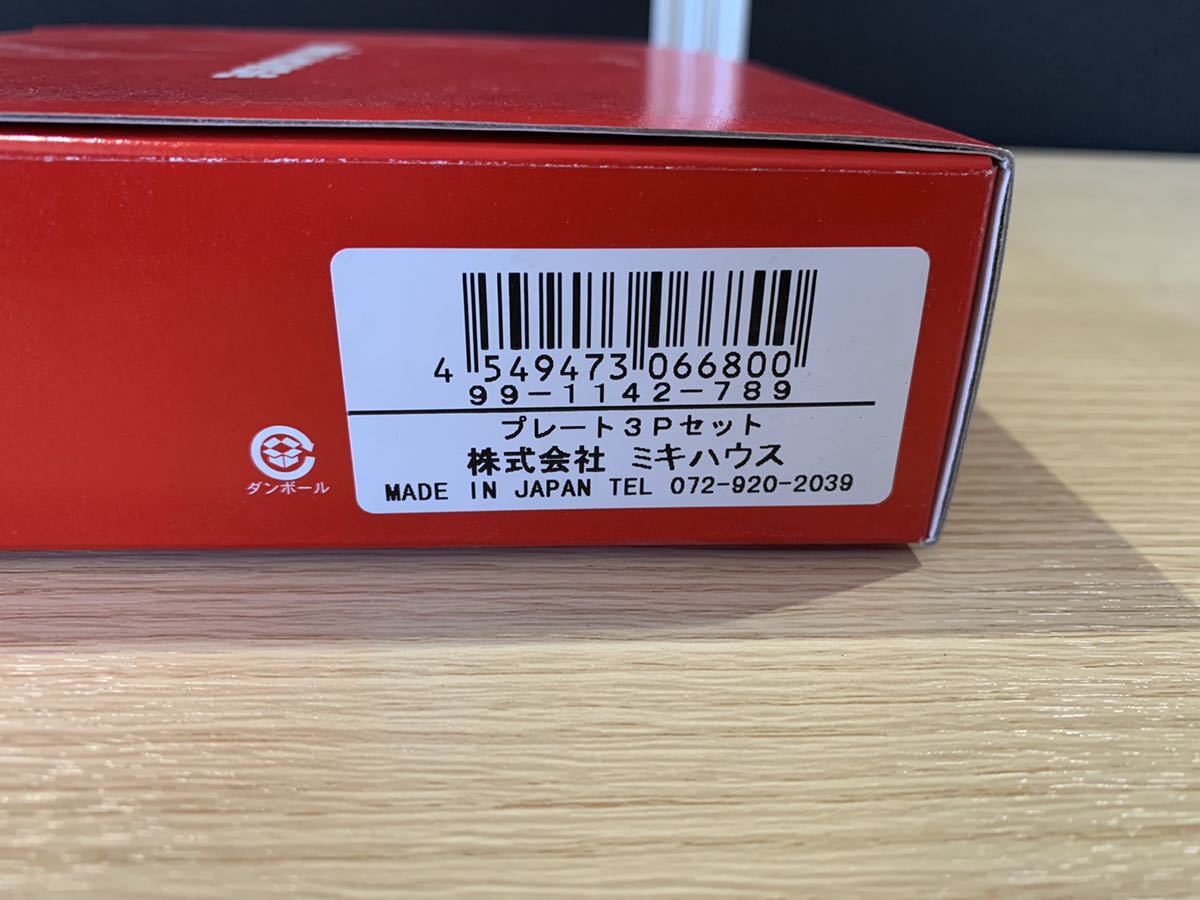 4 549473 066800
99-1142-789
プレート3Pセット
株式会社 ミキハウス
MADE IN JAPAN TEL 072-920-2039
ダンボール